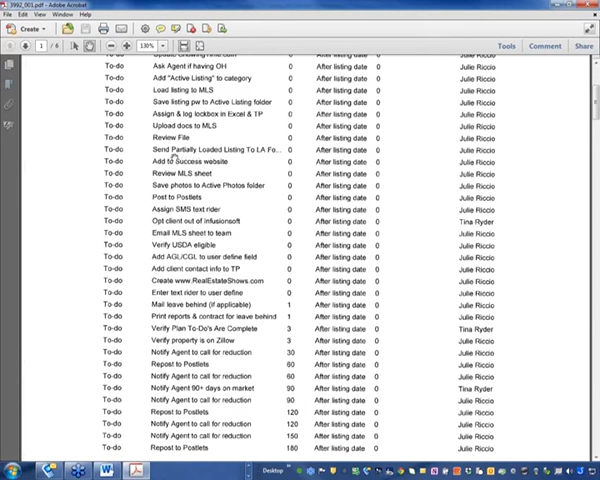 3992_001.pdf - Adobe Acrobat
File Edit View Window Help
Create
1 / 6 130% Tools Comment Share
To-do Update Showing Time.com 0 After listing date 0 Julie Riccio
To-do Ask Agent if having OH 0 After listing date 0 Julie Riccio
To-do Add "Active Listing" to category 0 After listing date 0 Julie Riccio
To-do Load listing to MLS 0 After listing date 0 Julie Riccio
To-do Save listing pw to Active Listing folder 0 After listing date 0 Julie Riccio
To-do Assign & log lockbox in Excel & TP 0 After listing date 0 Julie Riccio
To-do Upload docs to MLS 0 After listing date 0 Julie Riccio
To-do Review File 0 After listing date 0 Julie Riccio
To-do Send Partially Loaded Listing To LA Fo... 0 After listing date 0 Julie Riccio
To-do Add to Success website 0 After listing date 0 Julie Riccio
To-do Review MLS sheet 0 After listing date 0 Julie Riccio
To-do Save photos to Active Photos folder 0 After listing date 0 Julie Riccio
To-do Post to Postlets 0 After listing date 0 Julie Riccio
To-do Assign SMS text rider 0 After listing date 0 Julie Riccio
To-do Opt client out of infusionsoft 0 After listing date 0 Tina Ryder
To-do Email MLS sheet to team 0 After listing date 0 Julie Riccio
To-do Verify USDA eligible 0 After listing date 0 Julie Riccio
To-do Add AGL/CGL to user define field 0 After listing date 0 Julie Riccio
To-do Add client contact info to TP 0 After listing date 0 Julie Riccio
To-do Create www.RealEstateShows.com 0 After listing date 0 Julie Riccio
To-do Enter text rider to user define 0 After listing date 0 Julie Riccio
To-do Mail leave behind (if applicable) 1 After listing date 0 Julie Riccio
To-do Print reports & contract for leave behind 1 After listing date 0 Julie Riccio
To-do Verify Plan To-Do's Are Complete 3 After listing date 0 Tina Ryder
To-do Verify property is on Zillow 3 After listing date 0 Julie Riccio
To-do Notify Agent to call for reduction 30 After listing date 0 Julie Riccio
To-do Repost to Postlets 60 After listing date 0 Julie Riccio
To-do Notify Agent to call for reduction 60 After listing date 0 Julie Riccio
To-do Notify Agent 90+ days on market 90 After listing date 0 Tina Ryder
To-do Notify Agent to call for reduction 90 After listing date 0 Julie Riccio
To-do Repost to Postlets 120 After listing date 0 Julie Riccio
To-do Notify Agent to call for reduction 120 After listing date 0 Julie Riccio
To-do Notify Agent to call for reduction 150 After listing date 0 Julie Riccio
To-do Repost to Postlets 180 After listing date 0 Julie Riccio
Desktop